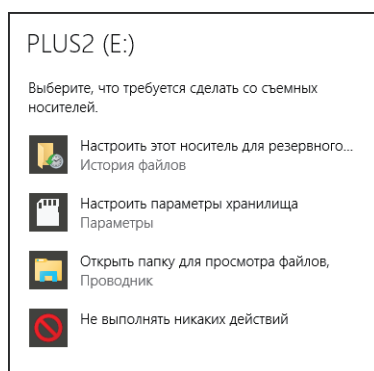 PLUS2 (E:)
Выберите, что требуется сделать со съемных
носителей.
Настроить этот носитель для резервного...
История файлов
Настроить параметры хранилища
Параметры
Открыть папку для просмотра файлов,
Проводник
Не выполнять никаких действий